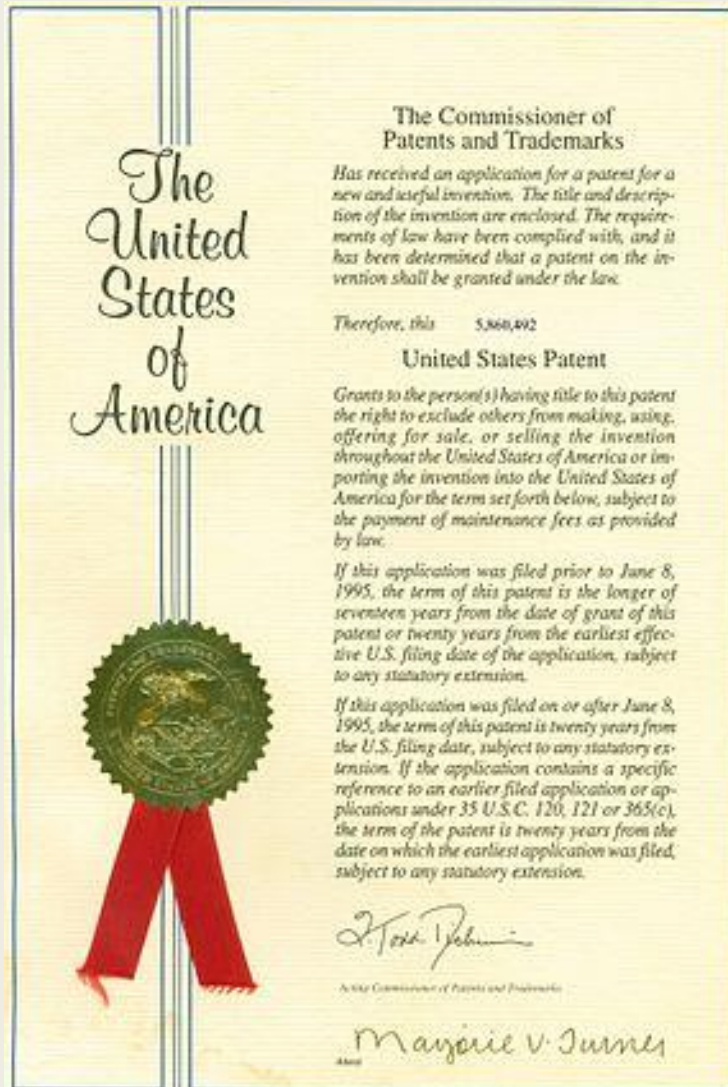 The
United
States
of
America
The Commissioner of
Patents and Trademarks
Has received an application for a patent for a
new and useful invention. The title and descrip-
tion of the invention are enclosed. The require-
ments of law have been complied with, and it
has been determined that a patent on the in-
vention shall be granted under the law.
Therefore, this 5,860,492
United States Patent
Grants to the person(s) having title to this patent
the right to exclude others from making, using,
offering for sale, or selling the invention
throughout the United States of America or im-
porting the invention into the United States of
America for the term set forth below, subject to
the payment of maintenance fees as provided
by law.
If this application was filed prior to June 8,
1995, the term of this patent is the longer of
seventeen years from the date of grant of this
patent or twenty years from the earliest effec-
tive U.S. filing date of the application, subject
to any statutory extension.
If this application was filed on or after June 8,
1995, the term of this patent is twenty years from
the U.S. filing date, subject to any statutory ex-
tension. If the application contains a specific
reference to an earlier filed application or ap-
plications under 35 U.S.C. 120, 121 or 365(c),
the term of the patent is twenty years from the
date on which the earliest application was filed,
subject to any statutory extension.
Q. Todd Dickinson
Acting Commissioner of Patents and Trademarks
Marjorie V. Turner
Attest